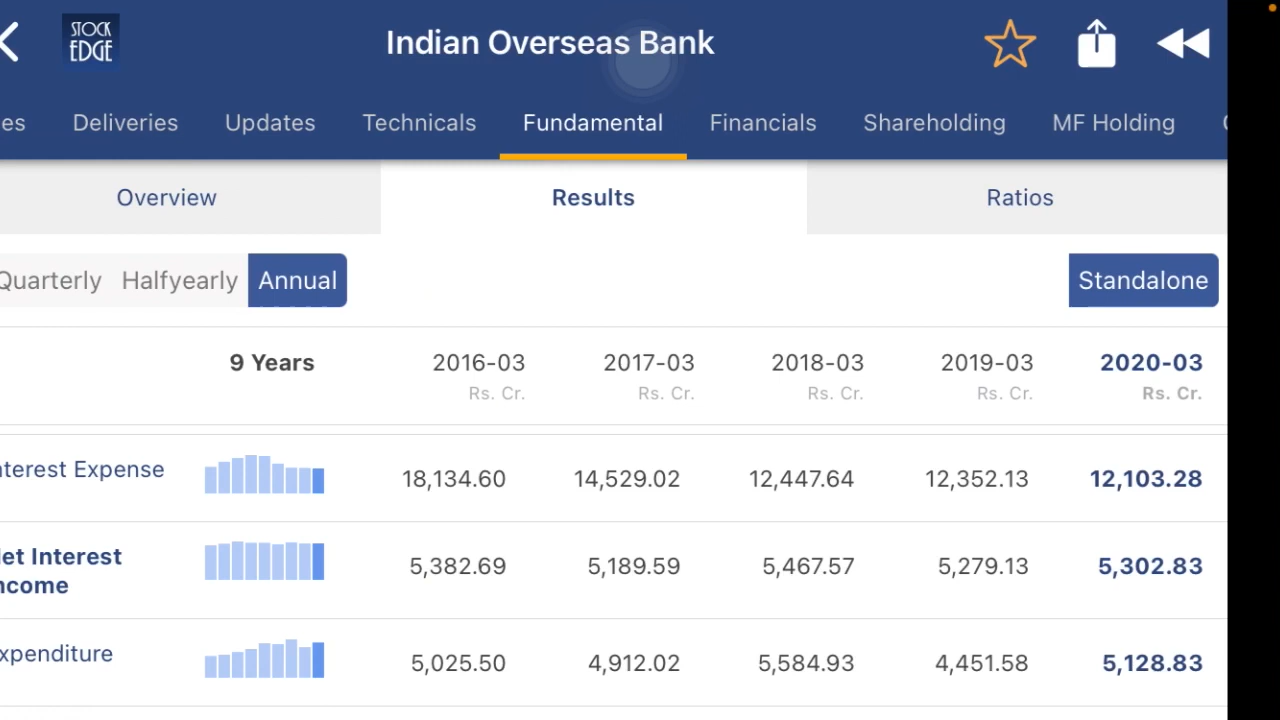 STOCK
EDGE
Indian Overseas Bank
es Deliveries Updates Technicals Fundamental Financials Shareholding MF Holding
Overview Results Ratios
Quarterly Halfyearly Annual Standalone
9 Years 2016-03 2017-03 2018-03 2019-03 2020-03
Rs. Cr. Rs. Cr. Rs. Cr. Rs. Cr. Rs. Cr.
nterest Expense 18,134.60 14,529.02 12,447.64 12,352.13 12,103.28
et Interest
ncome 5,382.69 5,189.59 5,467.57 5,279.13 5,302.83
xpenditure 5,025.50 4,912.02 5,584.93 4,451.58 5,128.83